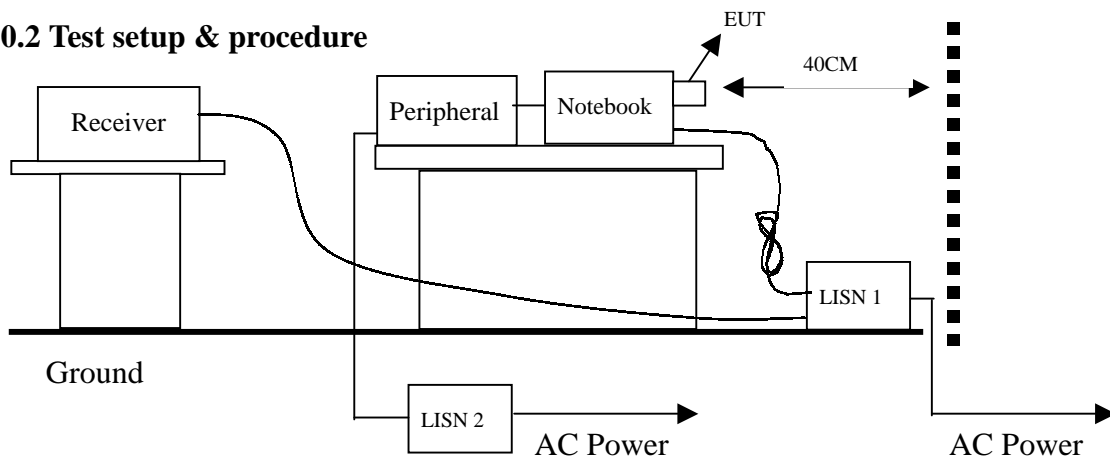 0.2 Test setup & procedure
EUT
40CM
Receiver
Peripheral
Notebook
LISN 1
Ground
LISN 2
AC Power
AC Power